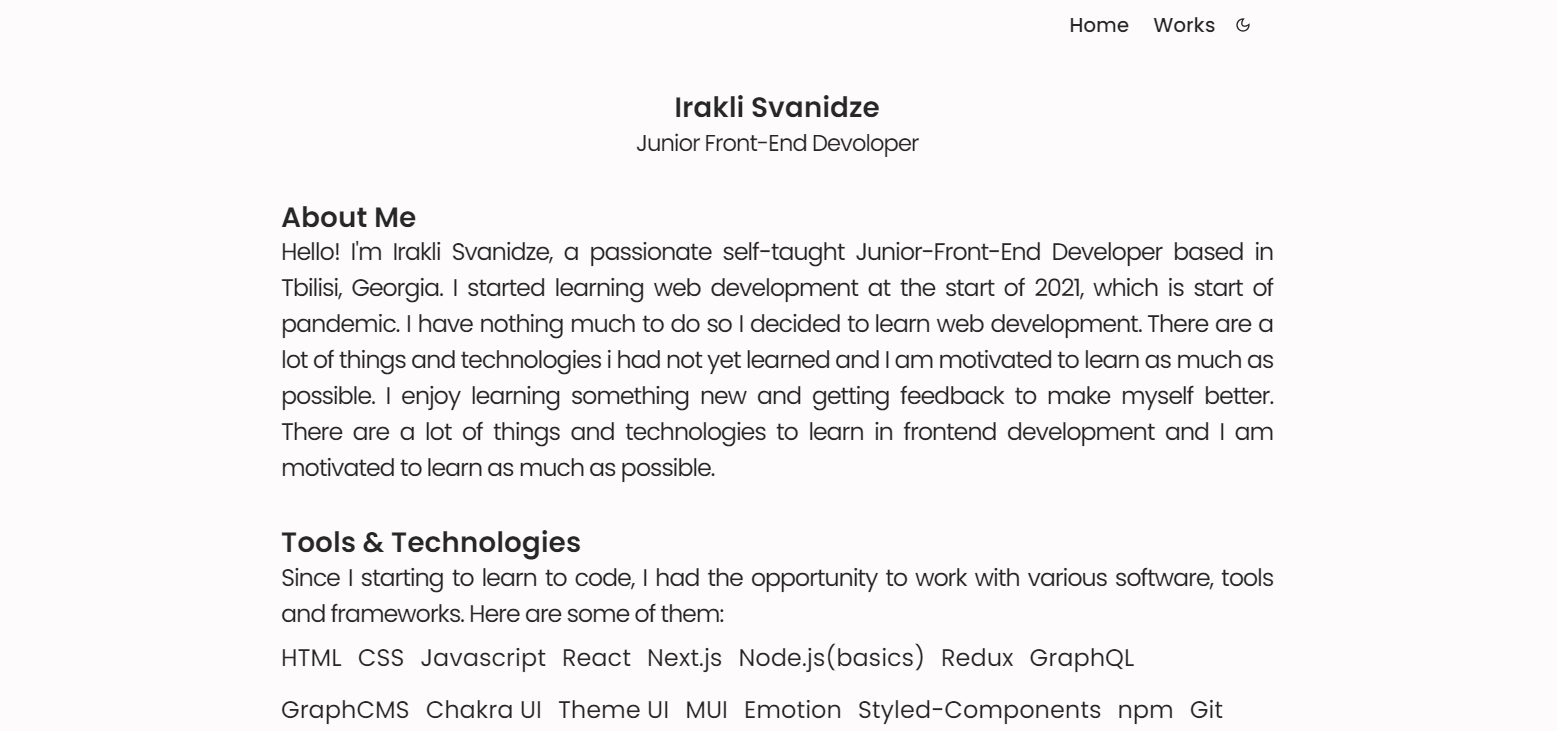 Home Works
Irakli Svanidze
Junior Front-End Devoloper
About Me
Hello! I'm Irakli Svanidze, a passionate self-taught Junior-Front-End Developer based in
Tbilisi, Georgia. I started learning web development at the start of 2021, which is start of
pandemic. I have nothing much to do so I decided to learn web development. There are a
lot of things and technologies i had not yet learned and I am motivated to learn as much as
possible. I enjoy learning something new and getting feedback to make myself better.
There are a lot of things and technologies to learn in frontend development and I am
motivated to learn as much as possible.
Tools & Technologies
Since I starting to learn to code, I had the opportunity to work with various software, tools
and frameworks. Here are some of them:
HTML CSS Javascript React Next.js Node.js(basics) Redux GraphQL
GraphCMS Chakra UI Theme UI MUI Emotion Styled-Components npm Git